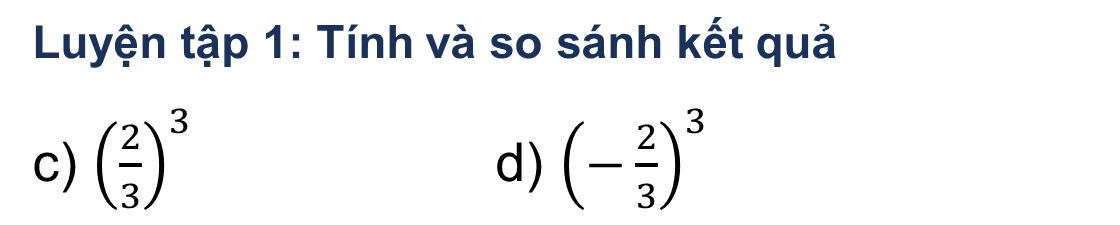 Luyện tập 1: Tính và so sánh kết quả
c) (2/3)³ d) (−2/3)³